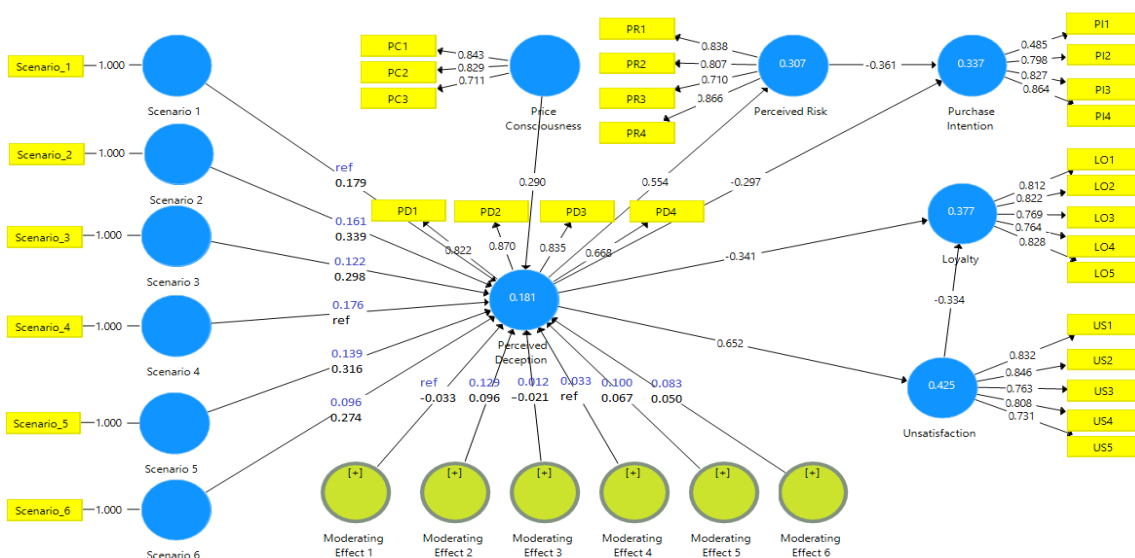 Scenario_1
1.000
Scenario 1
Scenario_2
1.000
Scenario 2
Scenario_3
1.000
Scenario 3
Scenario_4
1.000
Scenario 4
Scenario_5
1.000
Scenario 5
Scenario_6
1.000
Scenario 6
ref
0.179
0.161
0.339
0.122
0.298
0.176
ref
0.139
0.316
0.096
0.274
PC1
PC2
PC3
0.843
0.829
0.711
Price
Consciousness
0.290
PR1
PR2
PR3
PR4
0.838
0.807
0.710
0.866
0.307
Perceived Risk
-0.361
0.337
Purchase
Intention
0.485
0.798
0.827
0.864
PI1
PI2
PI3
PI4
0.554
-0.297
PD1
PD2
PD3
PD4
0.822
0.870
0.835
0.668
0.181
Perceived
Deception
-0.341
0.652
0.377
Loyalty
0.812
0.822
0.769
0.764
0.828
LO1
LO2
LO3
LO4
LO5
-0.334
0.425
Unsatisfaction
0.832
0.846
0.763
0.808
0.731
US1
US2
US3
US4
US5
ref
-0.033
0.129
0.096
0.012
-0.021
0.033
ref
0.100
0.067
0.083
0.050
[+]
[+]
[+]
[+]
[+]
[+]
Moderating
Effect 1
Moderating
Effect 2
Moderating
Effect 3
Moderating
Effect 4
Moderating
Effect 5
Moderating
Effect 6